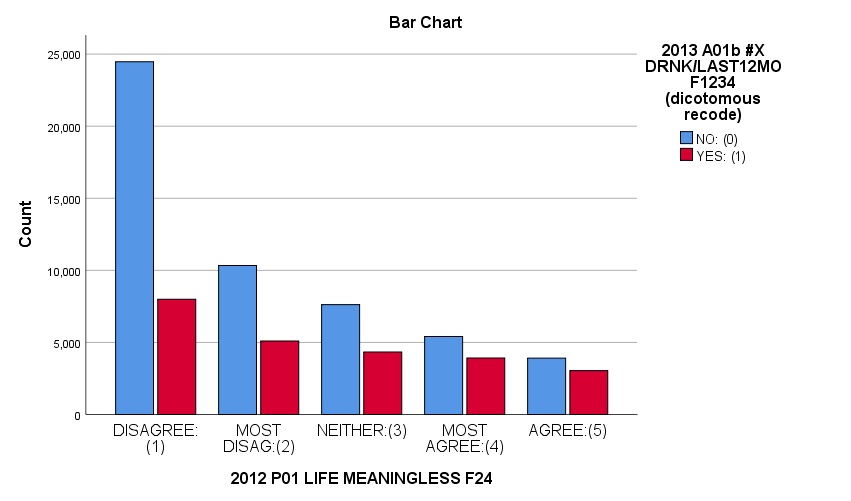 Bar Chart
2013 A01b #X
DRNK/LAST12MO
F1234
(dicotomous
recode)
NO: (0)
YES: (1)
25,000
20,000
15,000
10,000
5,000
0
Count
DISAGREE:
(1)
MOST
DISAG:(2)
NEITHER:(3)
MOST
AGREE:(4)
AGREE:(5)
2012 P01 LIFE MEANINGLESS F24